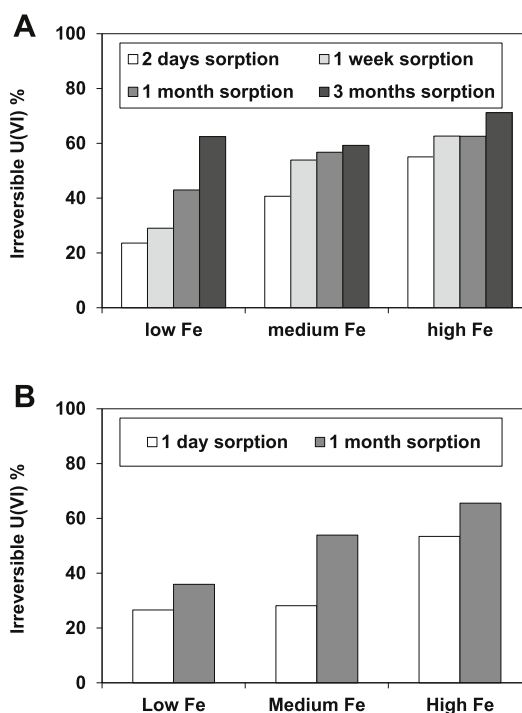 A
100
2 days sorption 1 week sorption
1 month sorption 3 months sorption
80
60
40
20
0
Irreversible U(VI) %
low Fe medium Fe high Fe
B
100
1 day sorption 1 month sorption
80
60
40
20
0
Irreversible U(VI) %
Low Fe Medium Fe High Fe